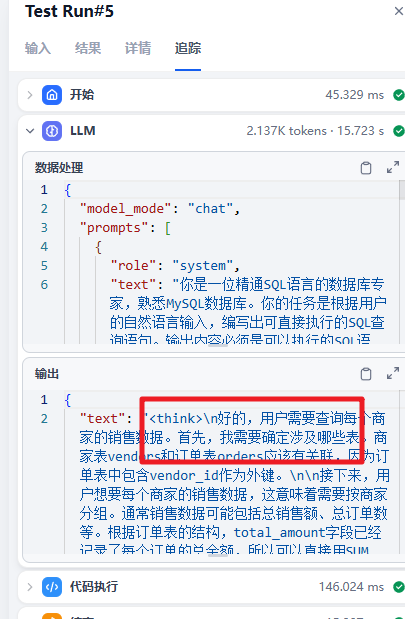 Test Run#5
输入 结果 详情 追踪
开始 45.329 ms
LLM 2.137K tokens · 15.723 s
数据处理
1 {
2 "model_mode": "chat",
3 "prompts": [
4 {
5 "role": "system",
6 "text": "你是一位精通SQL语言的数据库专
家，熟悉MySQL数据库。你的任务是根据用户
的自然语言输入，编写出可直接执行的SQL查
询语句。输出内容必须是可以执行的SQL语
输出
1 {
2 "text": "<think>\n好的，用户需要查询每个商
家的销售数据。首先，我需要确定涉及哪些表。商
家表vendors和订单表orders应该有关联，因为订
单表中包含vendor_id作为外键。\n\n接下来，用
户想要每个商家的销售数据，这意味着需要按商家
分组。通常销售数据可能包括总销售额、总订单数
等。根据订单表的结构，total_amount字段已经
记录了每个订单的总金额，所以可以直接用SUM
代码执行 146.024 ms